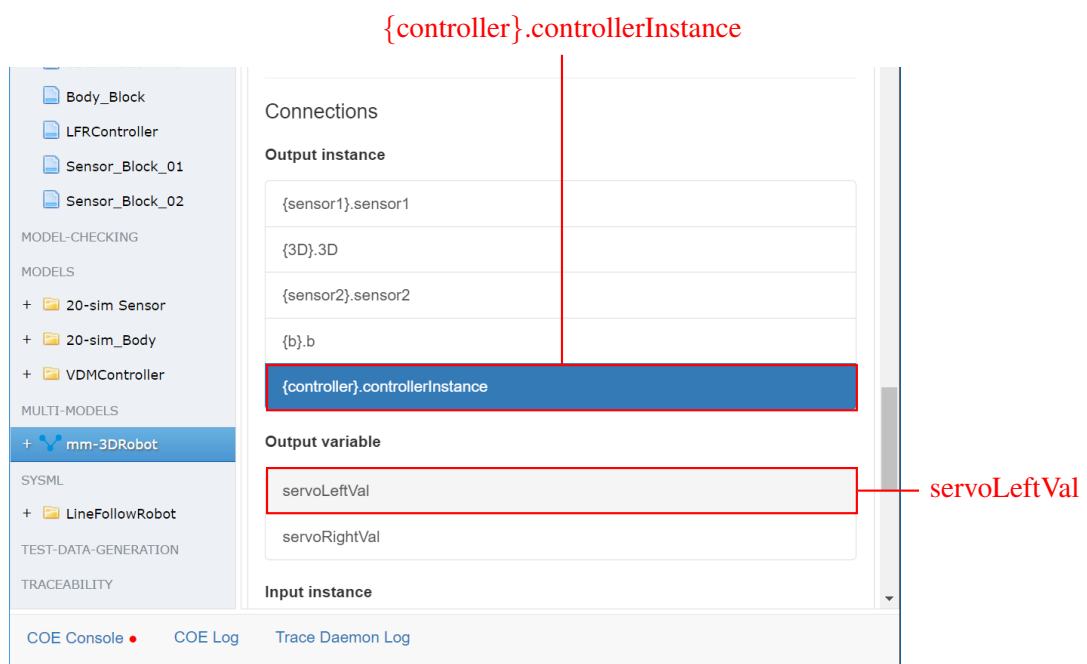 {controller}.controllerInstance
Body_Block
LFRController
Sensor_Block_01
Sensor_Block_02
MODEL-CHECKING
MODELS
+ 20-sim Sensor
+ 20-sim_Body
+ VDMController
MULTI-MODELS
+ mm-3DRobot
SYSML
+ LineFollowRobot
TEST-DATA-GENERATION
TRACEABILITY
Connections
Output instance
{sensor1}.sensor1
{3D}.3D
{sensor2}.sensor2
{b}.b
{controller}.controllerInstance
Output variable
servoLeftVal
servoRightVal
Input instance
servoLeftVal
COE Console
COE Log
Trace Daemon Log